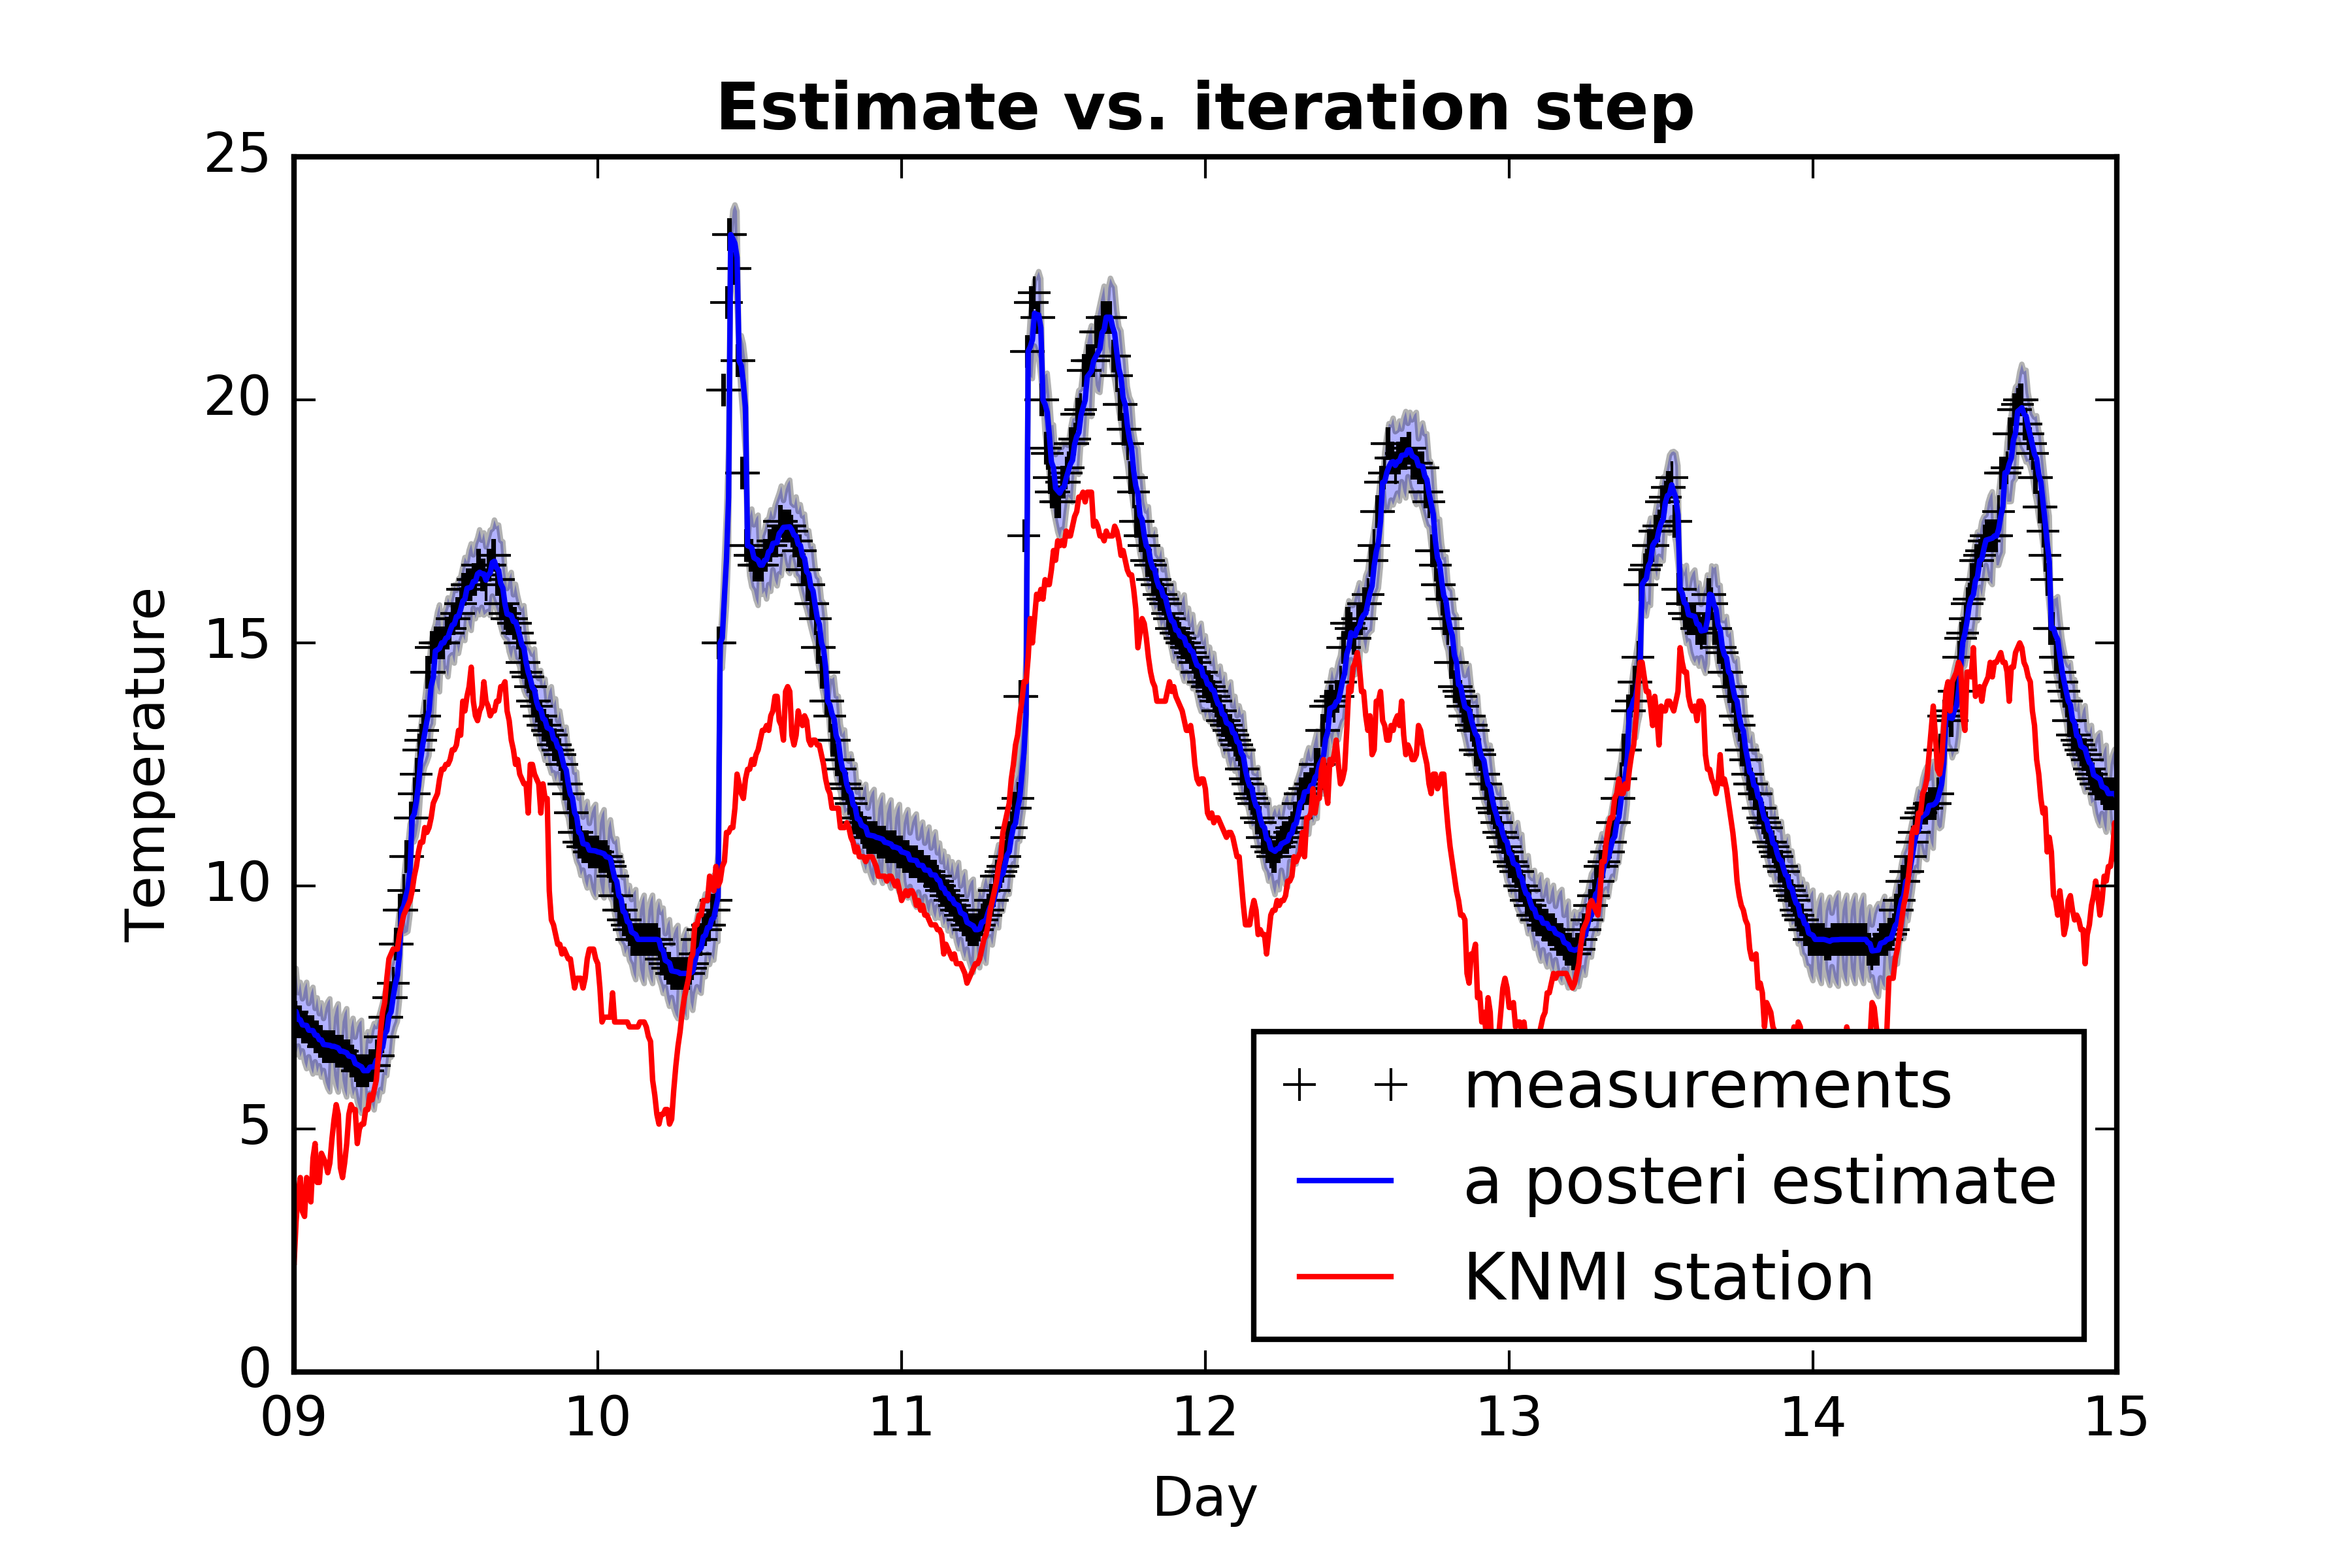 Estimate vs. iteration step
25
20
15
10
5
0
Temperature
09 10 11 12 13 14 15
Day
measurements
a posteri estimate
KNMI station